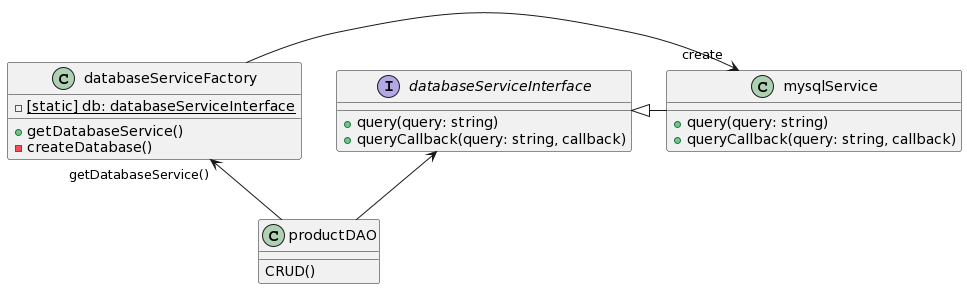 create
C databaseServiceFactory
[static] db: databaseServiceInterface
getDatabaseService()
createDatabase()
I databaseServiceInterface
query(query: string)
queryCallback(query: string, callback)
C mysqlService
query(query: string)
queryCallback(query: string, callback)
getDatabaseService()
C productDAO
CRUD()